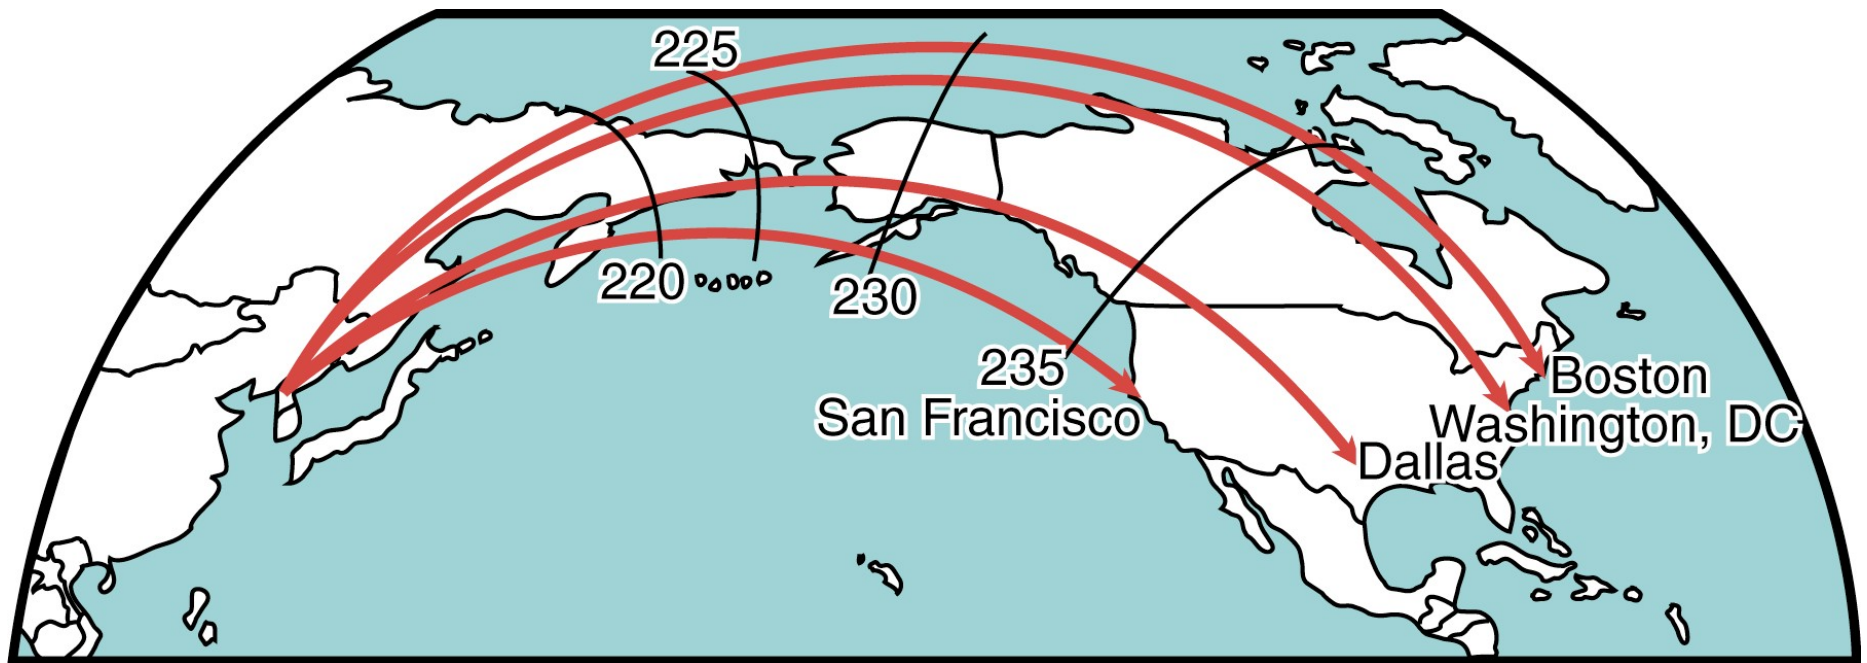 225
220
230
235
San Francisco
Boston
Washington, DC
Dallas